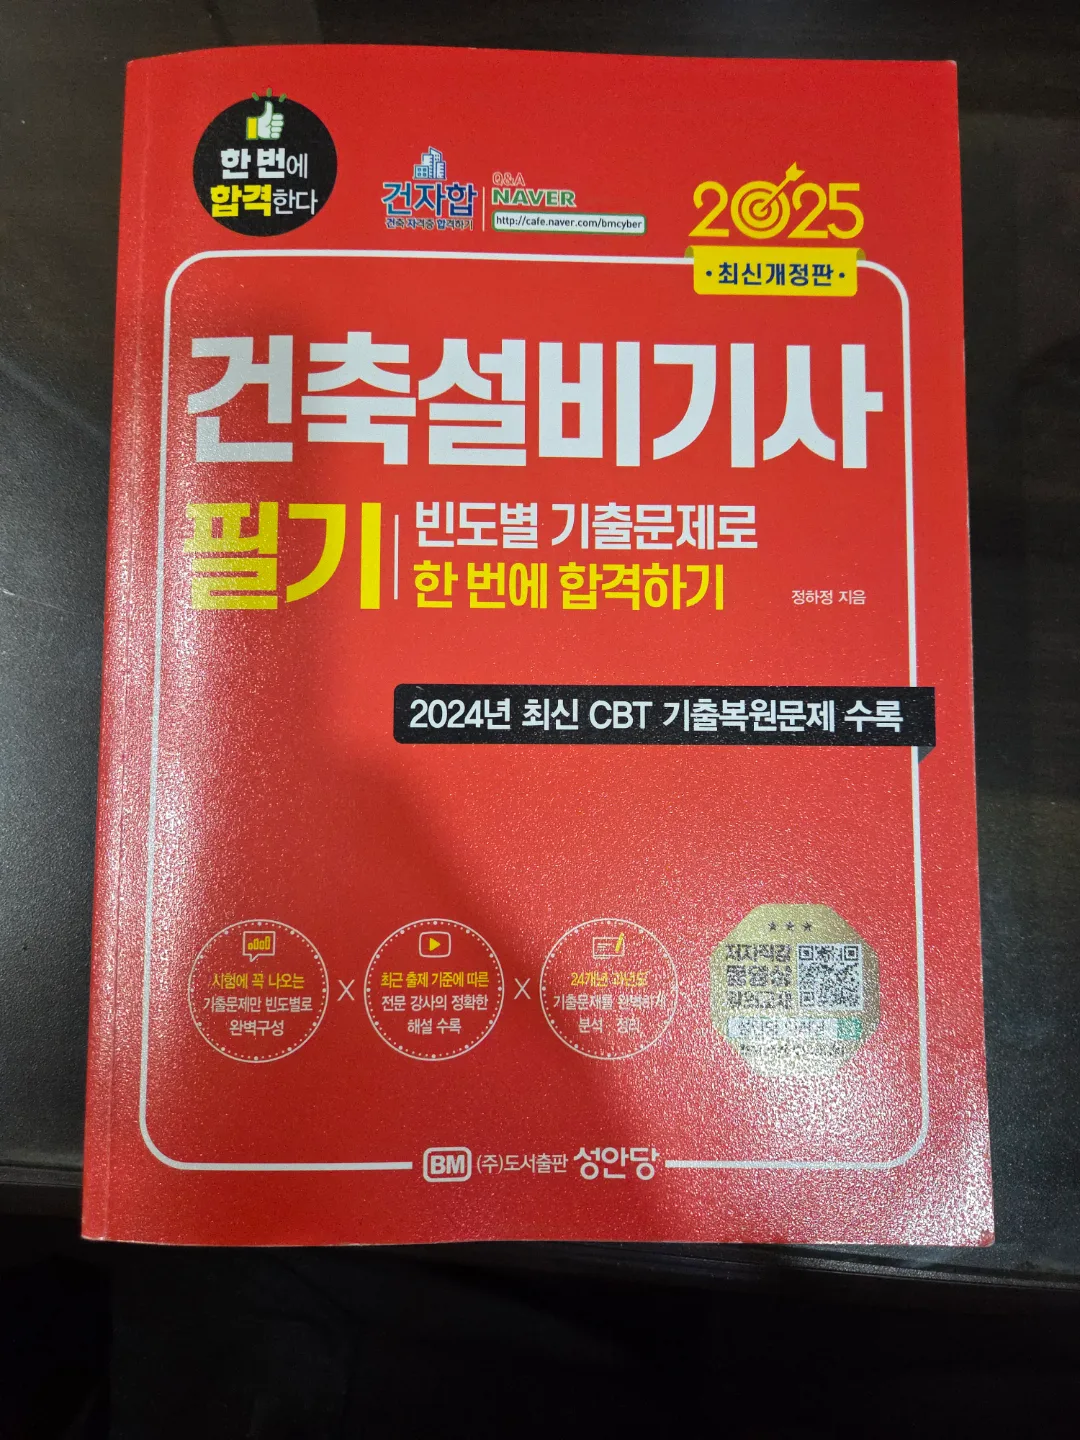 한 번에
합격한다
건자합
건축 자격증 합격하기
Q&A
NAVER
http://cafe.naver.com/bmcyber
2025
·최신개정판·
건축설비기사
필기
빈도별 기출문제로
한 번에 합격하기
정하정 지음
2024년 최신 CBT 기출복원문제 수록
시험에 꼭 나오는
기출문제만 빈도별로
완벽구성
X
최근 출제 기준에 따른
전문 강사의 정확한
해설 수록
X
24개년 과년도
기출문제를 완벽하게
분석 정리
저자직강
동영상
BM (주)도서출판 성안당